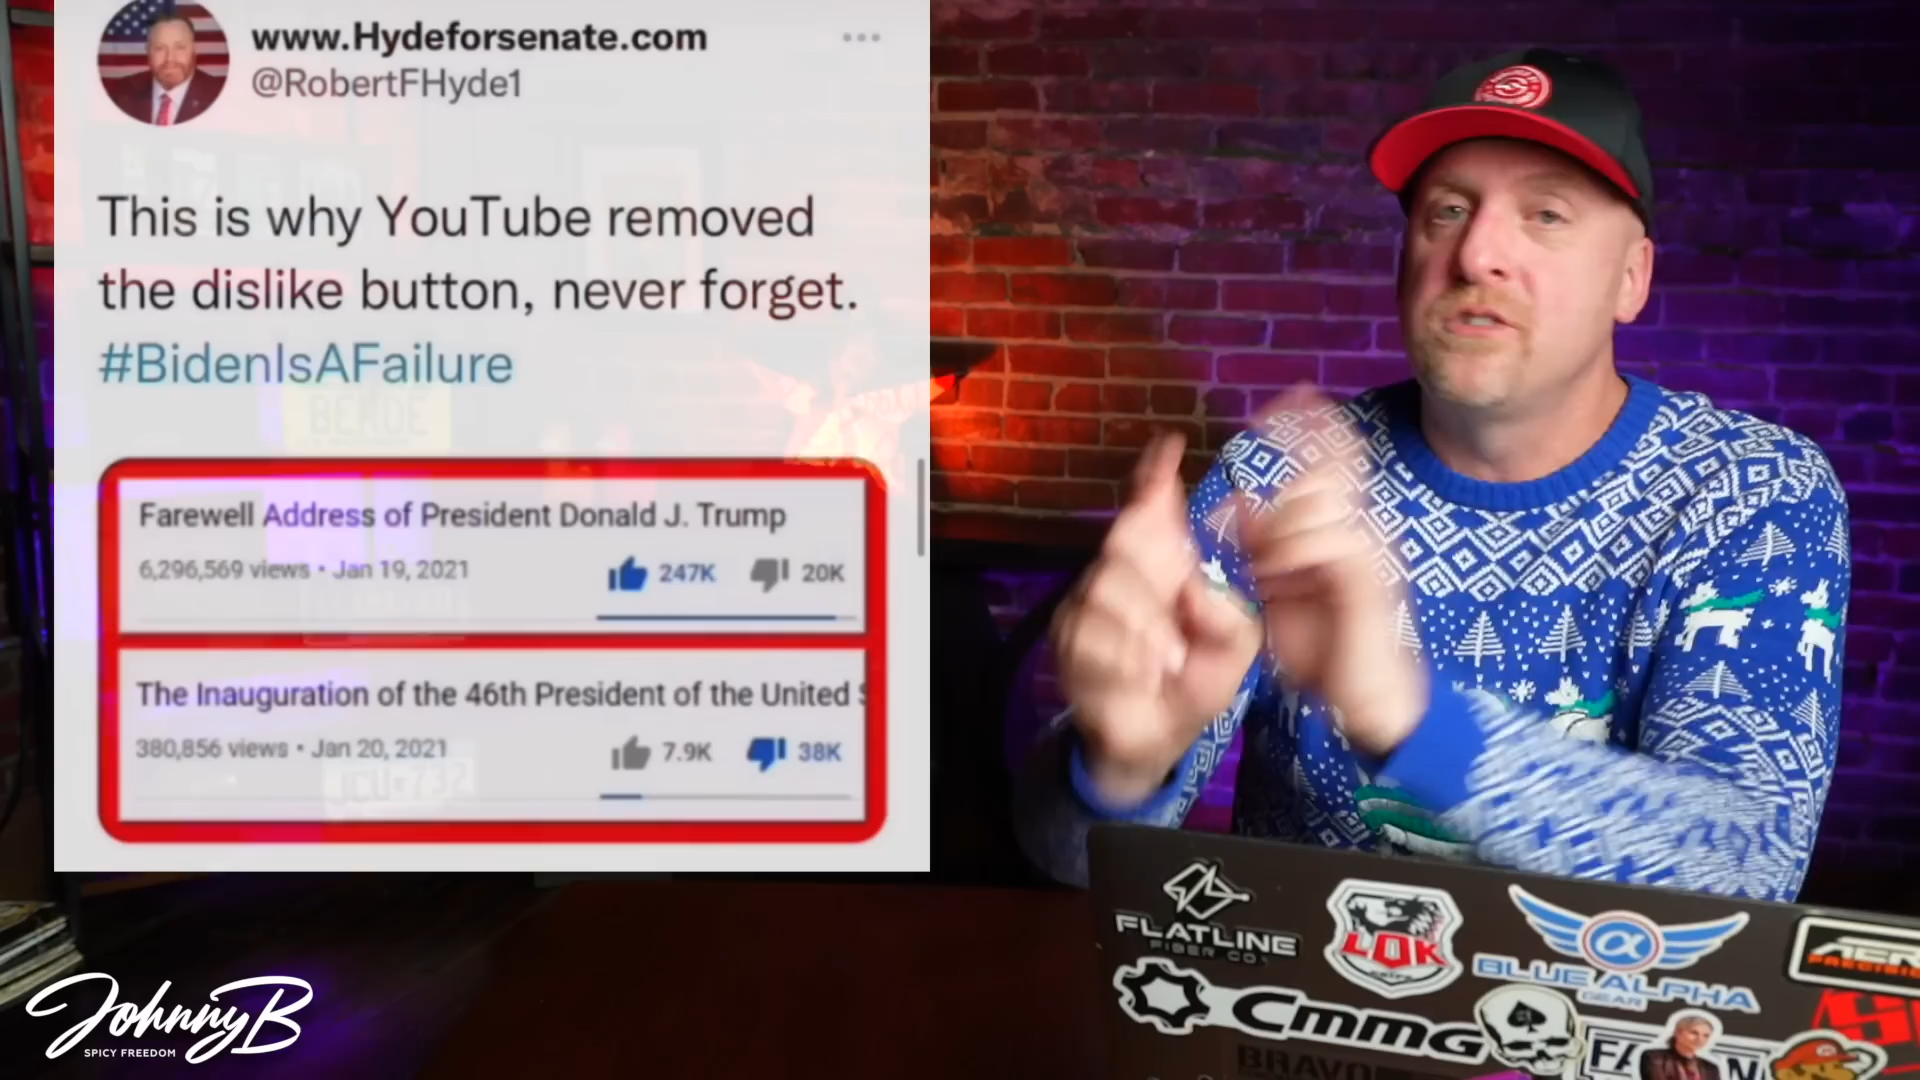 www.Hydeforsenate.com
@RobertFHyde1
This is why YouTube removed
the dislike button, never forget.
#BidenIsAFailure
Farewell Address of President Donald J. Trump
6,296,569 views • Jan 19, 2021 247K 20K
The Inauguration of the 46th President of the United S
380,856 views • Jan 20, 2021 7.9K 38K
FLATLINE
FIBER CO
LOK
BLUE ALPHA
GEAR
AER
PRECISIO
CMMG
BRAVO
JohnnyB
SPICY FREEDOM